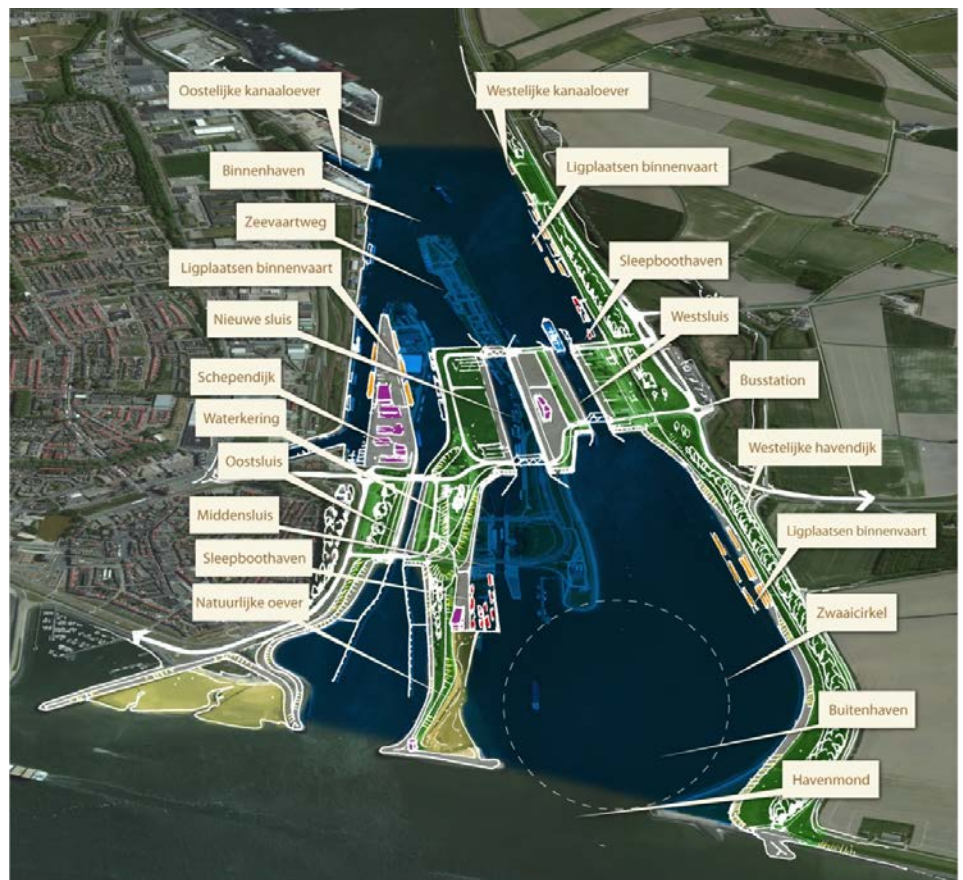 Oostelijke kanaaloever
Westelijke kanaaloever
Binnenhaven
Ligplaatsen binnenvaart
Zeevaartweg
Ligplaatsen binnenvaart
Sleepboothaven
Nieuwe sluis
Westsluis
Schependijk
Busstation
Waterkering
Oostsluis
Westelijke havendijk
Middensluis
Ligplaatsen binnenvaart
Sleepboothaven
Natuurlijke oever
Zwaaicirkel
Buitenhaven
Havenmond